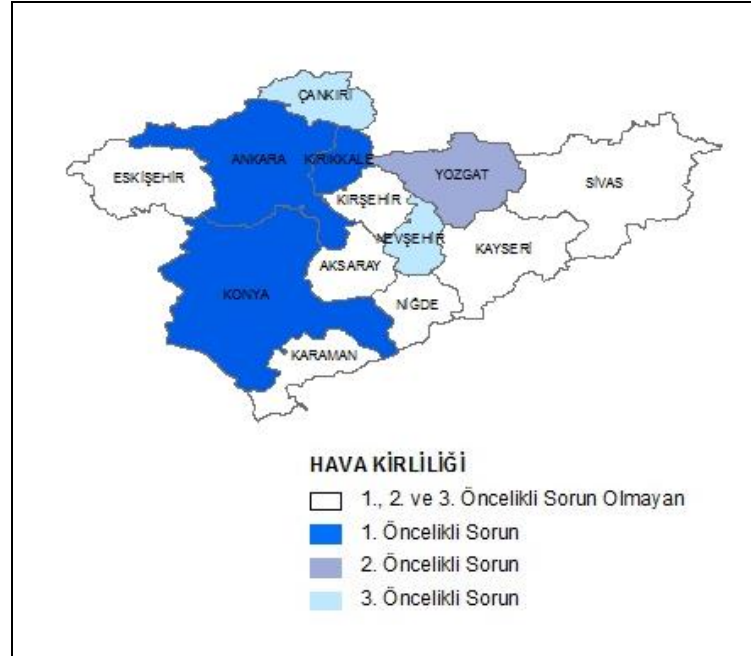 ÇANKIRI
ANKARA
KIRIKKALE
YOZGAT
SİVAS
ESKİŞEHİR
KIRŞEHİR
NEVŞEHİR
KAYSERİ
AKSARAY
KONYA
NİĞDE
KARAMAN
HAVA KİRLİLİĞİ
1., 2. ve 3. Öncelikli Sorun Olmayan
1. Öncelikli Sorun
2. Öncelikli Sorun
3. Öncelikli Sorun